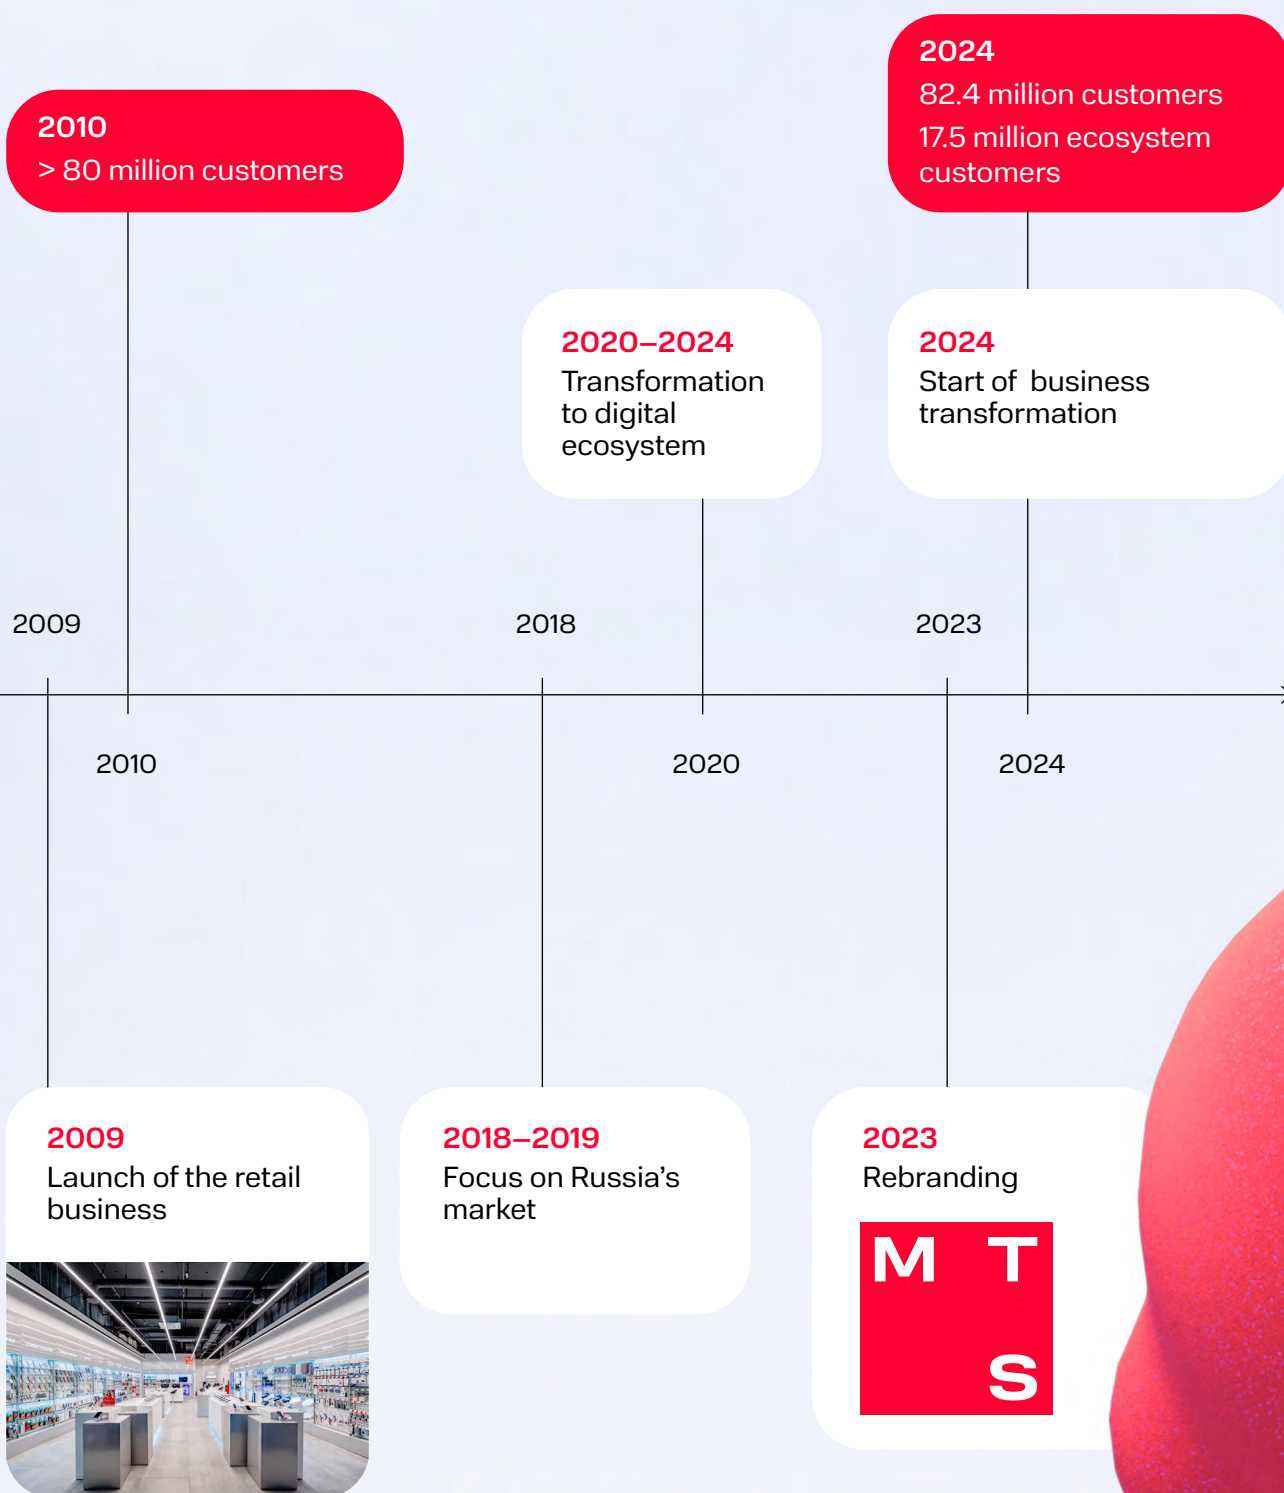 2010
> 80 million customers
2024
82.4 million customers
17.5 million ecosystem
customers
2020–2024
Transformation
to digital
ecosystem
2024
Start of  business
transformation
2009
2018
2023
2010
2020
2024
2009
Launch of the retail
business
2018–2019
Focus on Russia’s
market
2023
Rebranding
M T
S